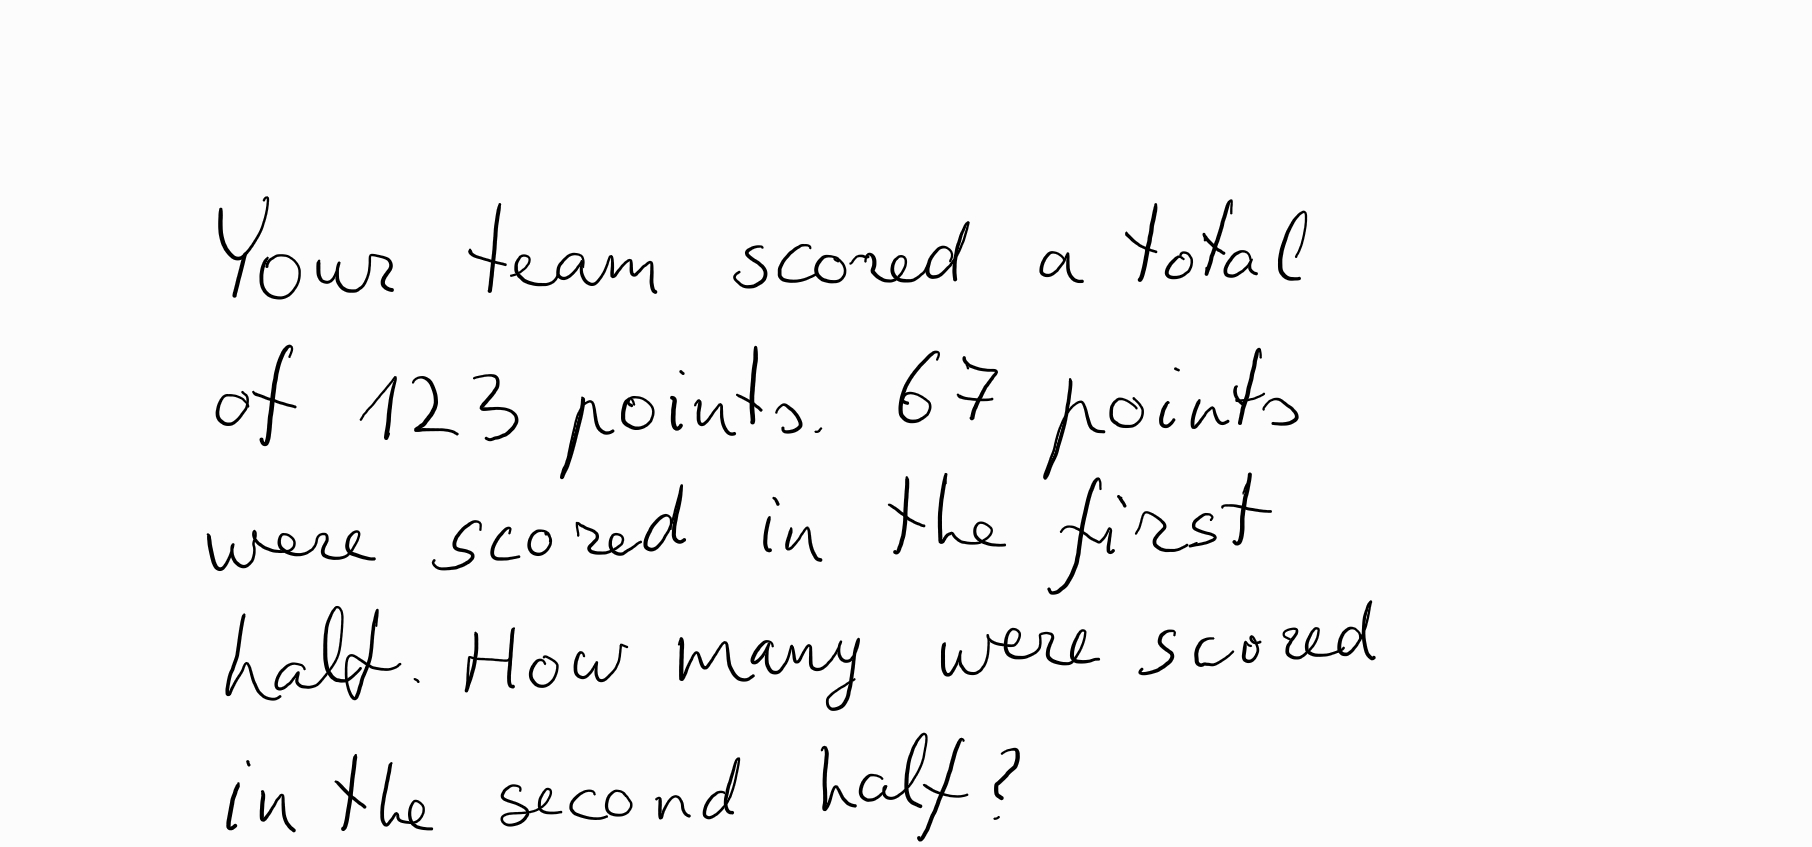 Your team scored a total
of 123 points. 67 points
were scored in the first
half. How many were scored
in the second half?